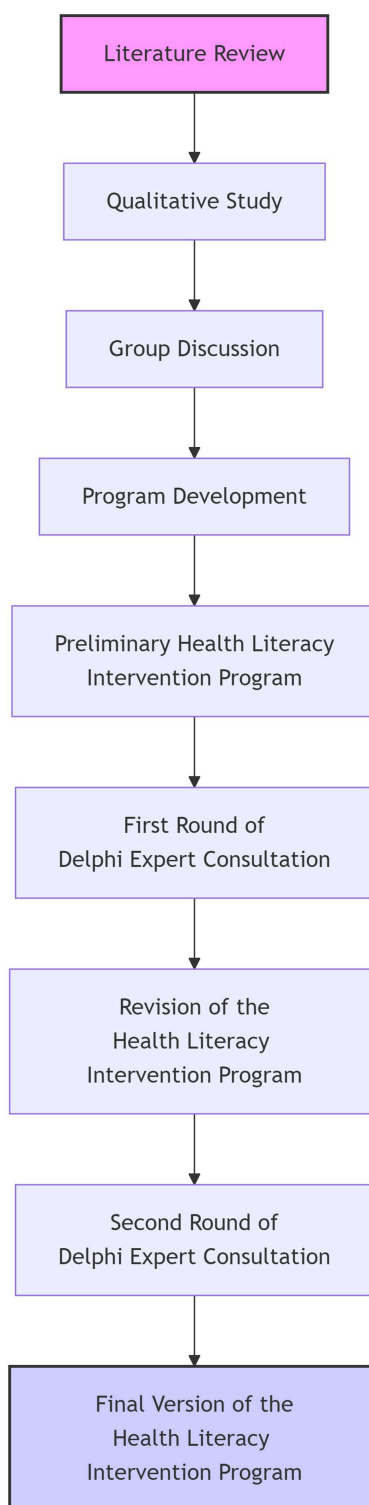 Literature Review
Qualitative Study
Group Discussion
Program Development
Preliminary Health Literacy
Intervention Program
First Round of
Delphi Expert Consultation
Revision of the
Health Literacy
Intervention Program
Second Round of
Delphi Expert Consultation
Final Version of the
Health Literacy
Intervention Program